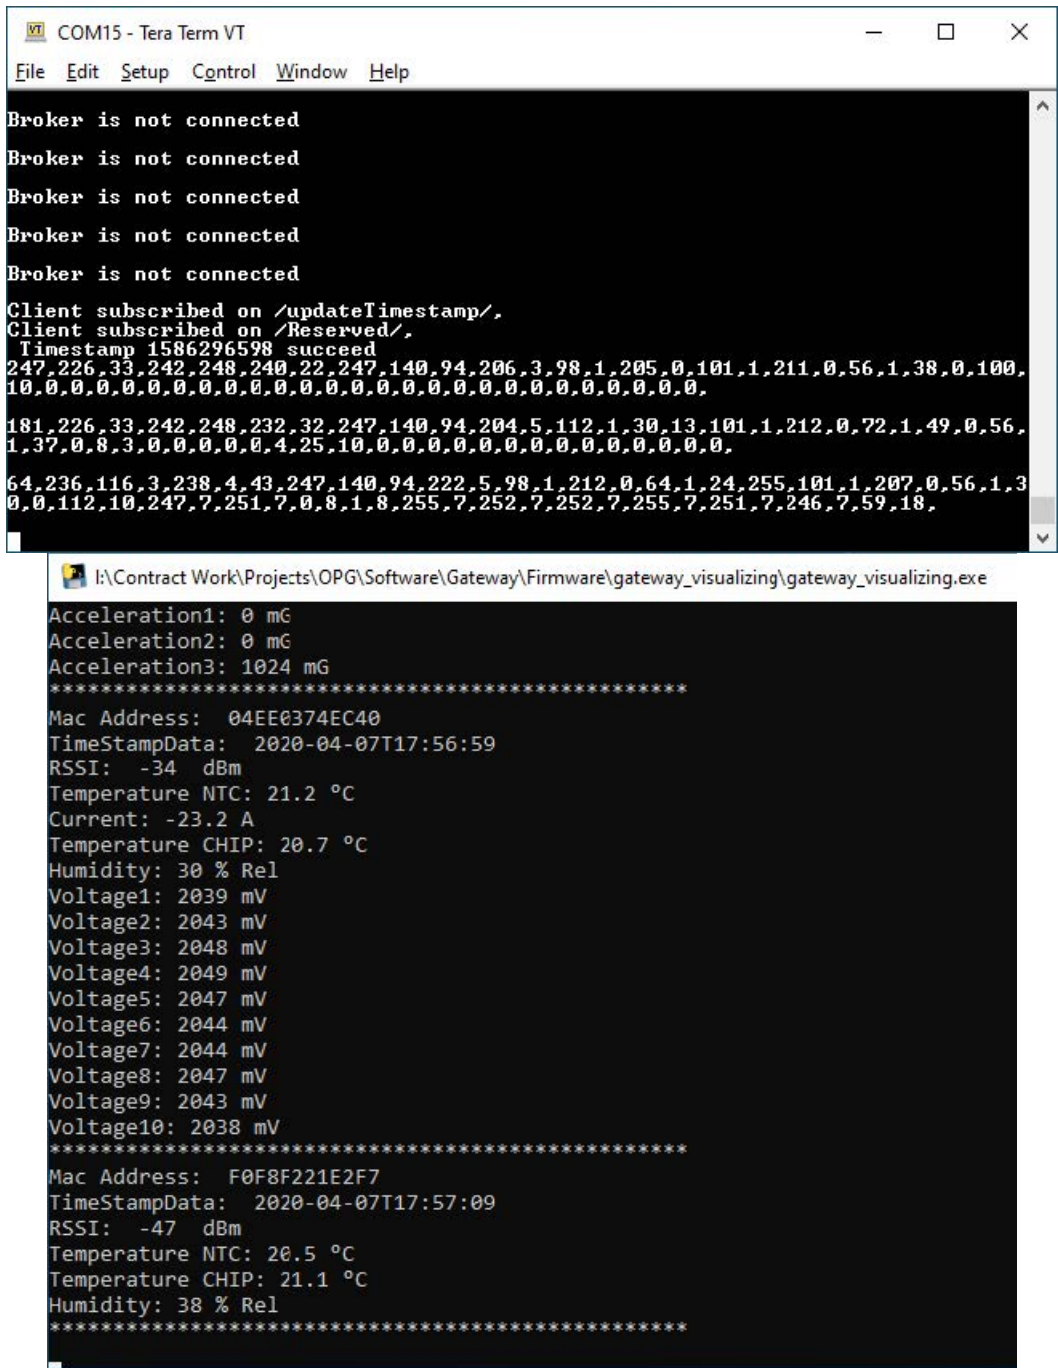 COM15 - Tera Term VT
File Edit Setup Control Window Help
Broker is not connected
Broker is not connected
Broker is not connected
Broker is not connected
Broker is not connected
Client subscribed on /updateTimestamp/,
Client subscribed on /Reserved/,
Timestamp 1586296598 succeed
247,226,33,242,248,240,22,247,140,94,206,3,98,1,205,0,101,1,211,0,56,1,38,0,100,
10,0,0,0,0,0,0,0,0,0,0,0,0,0,0,0,0,0,0,0,0,0,0,0,0,0,
181,226,33,242,248,232,32,247,140,94,204,5,112,1,30,13,101,1,212,0,72,1,49,0,56,
1,37,0,8,3,0,0,0,0,0,4,25,10,0,0,0,0,0,0,0,0,0,0,0,0,0,0,
64,236,116,3,238,4,43,247,140,94,222,5,98,1,212,0,64,1,24,255,101,1,207,0,56,1,3
0,0,112,10,247,7,251,7,0,8,1,8,255,7,252,7,252,7,255,7,251,7,246,7,59,18,
I:\Contract Work\Projects\OPG\Software\Gateway\Firmware\gateway_visualizing\gateway_visualizing.exe
Acceleration1: 0 mG
Acceleration2: 0 mG
Acceleration3: 1024 mG
**************************************************
Mac Address:  04EE0374EC40
TimeStampData:  2020-04-07T17:56:59
RSSI:  -34  dBm
Temperature NTC: 21.2 ºC
Current: -23.2 A
Temperature CHIP: 20.7 ºC
Humidity: 30 % Rel
Voltage1: 2039 mV
Voltage2: 2043 mV
Voltage3: 2048 mV
Voltage4: 2049 mV
Voltage5: 2047 mV
Voltage6: 2044 mV
Voltage7: 2044 mV
Voltage8: 2047 mV
Voltage9: 2043 mV
Voltage10: 2038 mV
**************************************************
Mac Address:  F0F8F221E2F7
TimeStampData:  2020-04-07T17:57:09
RSSI:  -47  dBm
Temperature NTC: 20.5 ºC
Temperature CHIP: 21.1 ºC
Humidity: 38 % Rel
**************************************************